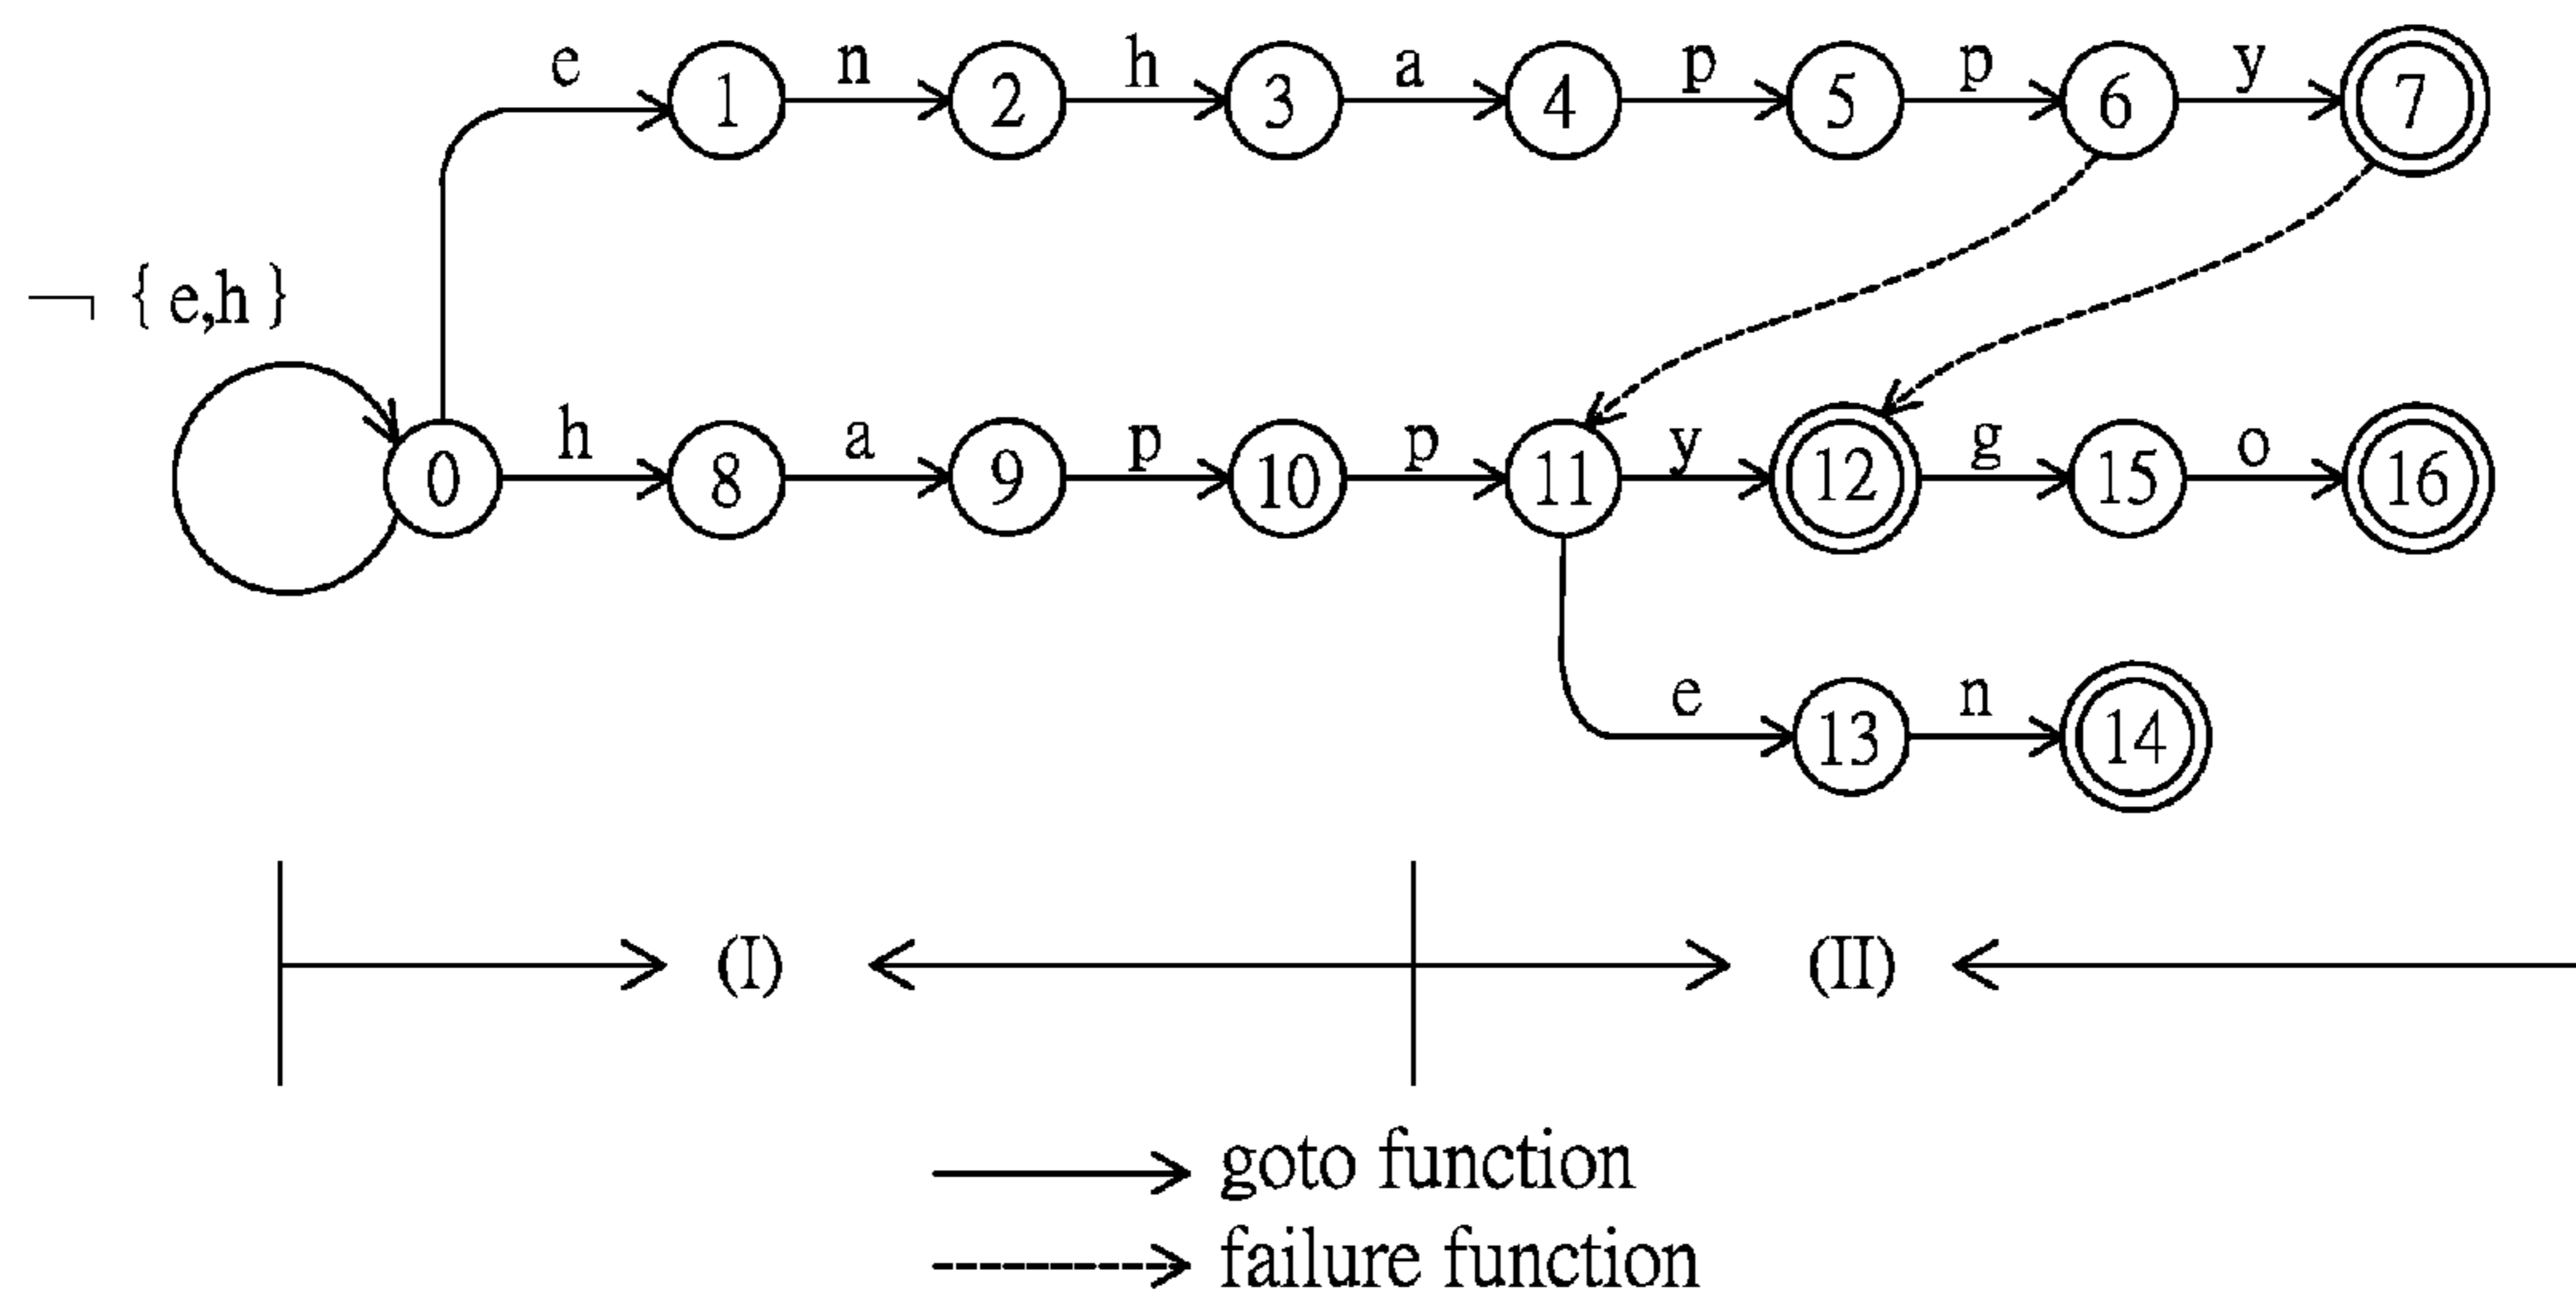 e n h a p p y
1 2 3 4 5 6 7
¬ { e,h }
h a p p y g o
0 8 9 10 11 12 15 16
e n
13 14
(I) (II)
goto function
failure function